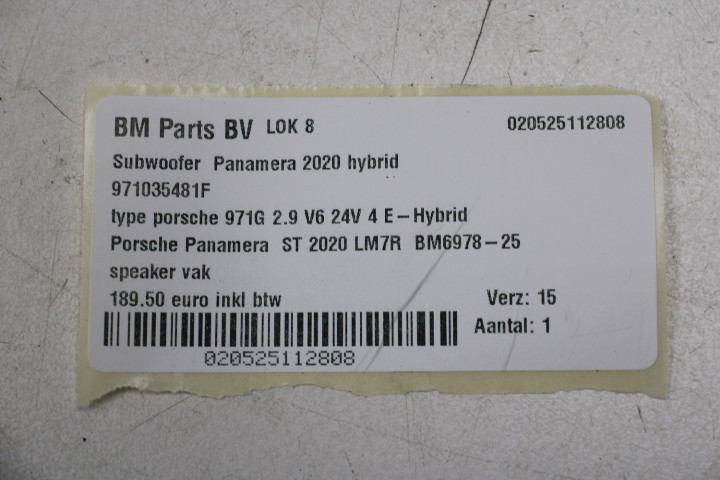 BM Parts BV LOK 8 020525112808
Subwoofer Panamera 2020 hybrid
971035481F
type porsche 971G 2.9 V6 24V 4 E-Hybrid
Porsche Panamera ST 2020 LM7R BM6978-25
speaker vak
189.50 euro inkl btw Verz: 15
Aantal: 1
020525112808